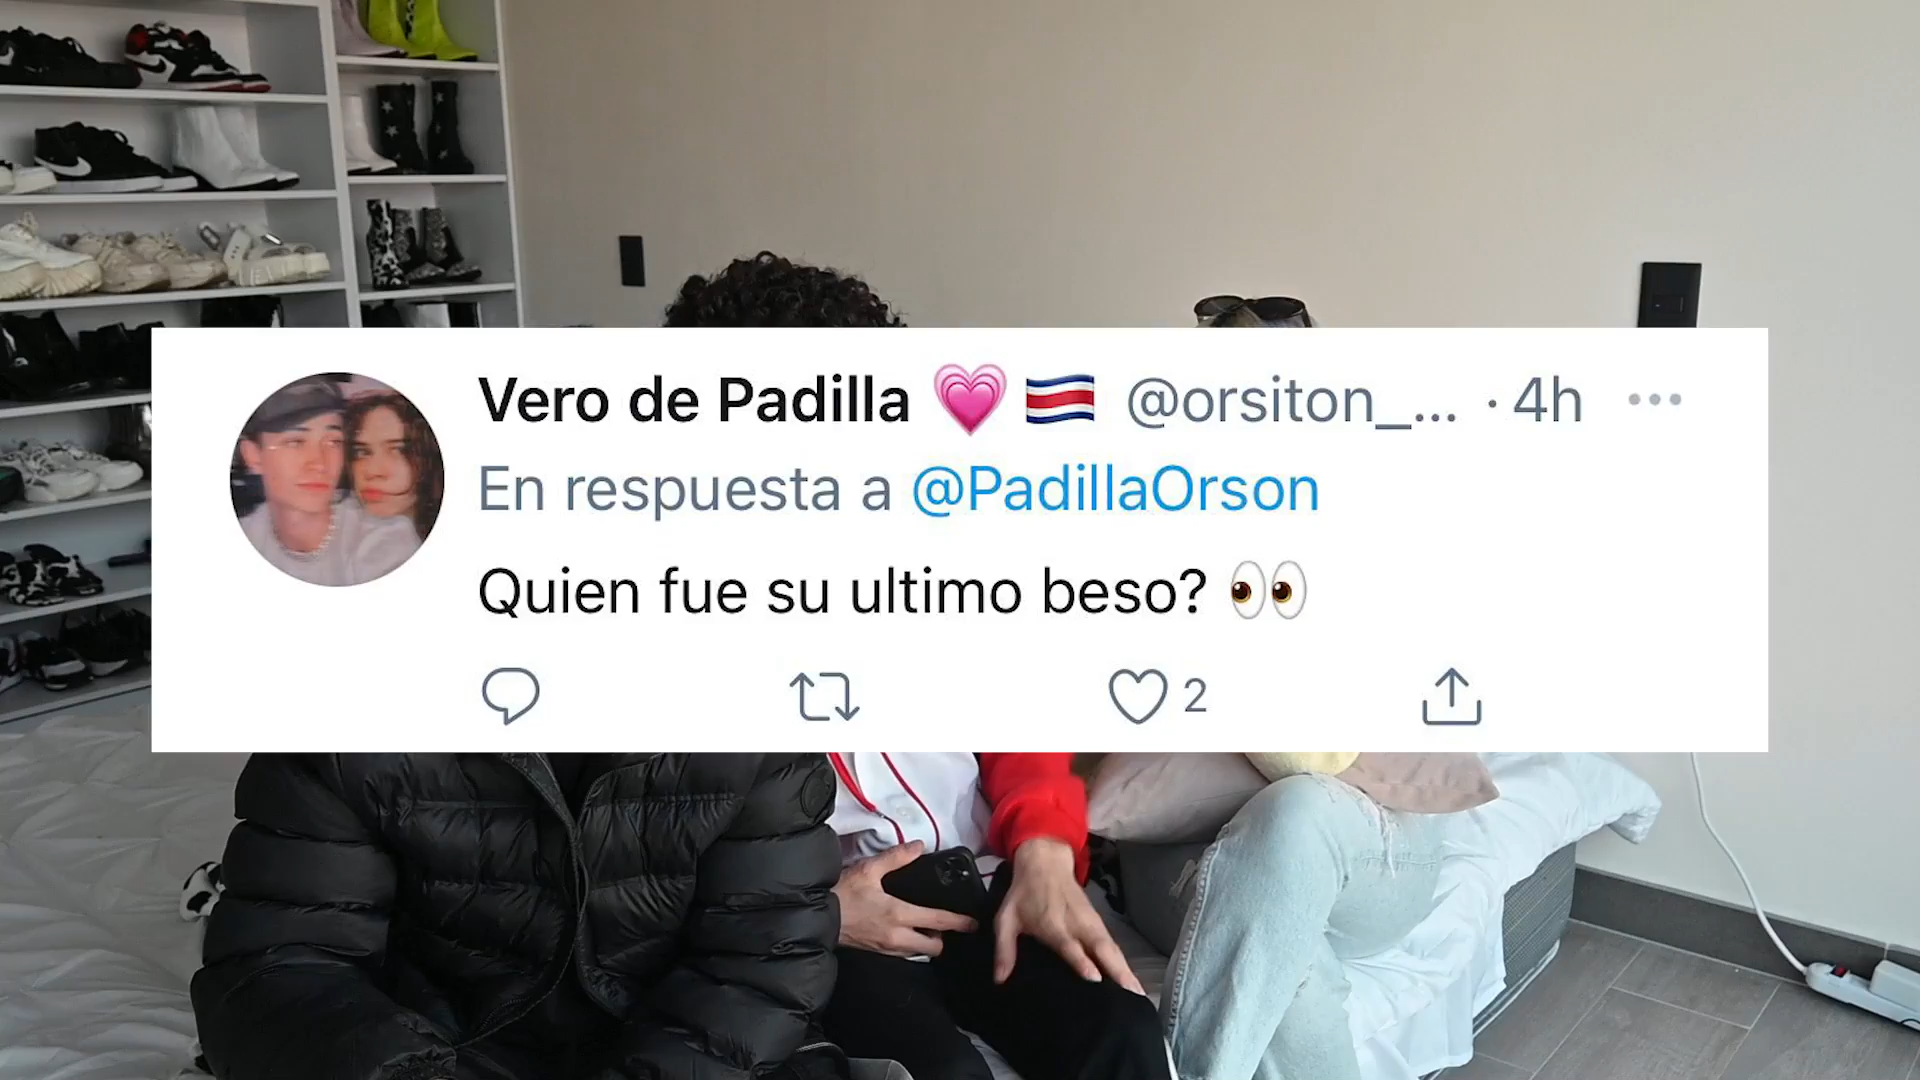 Vero de Padilla 💗 🇨🇷 @orsiton_... · 4h
En respuesta a @PadillaOrson
Quien fue su ultimo beso? 👀
2